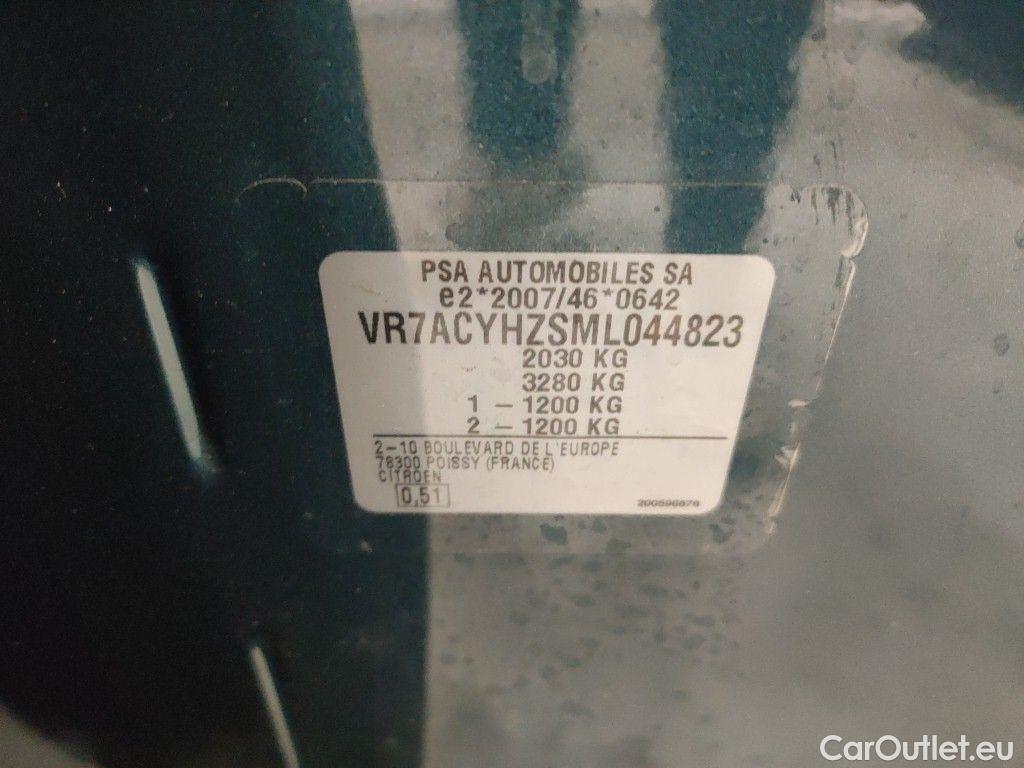 PSA AUTOMOBILES SA
e2*2007/46*0642
VR7ACYHZSML044823
2030 KG
3280 KG
1 - 1200 KG
2 - 1200 KG
2-10 BOULEVARD DE L'EUROPE
78300 POISSY (FRANCE)
CITROEN
0,51
200596876
CarOutlet.eu